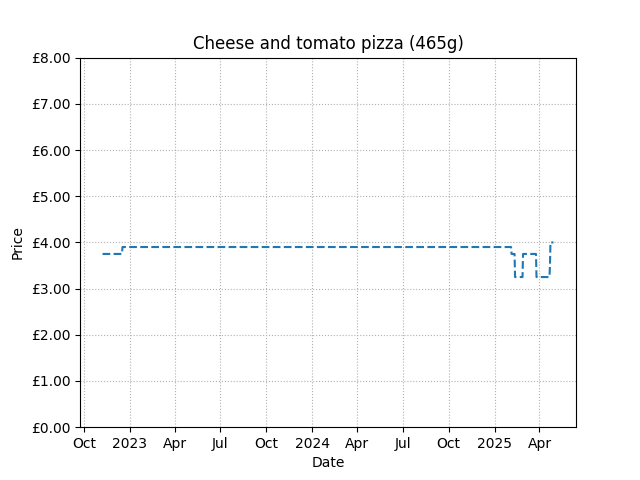 Cheese and tomato pizza (465g)
£8.00
£7.00
£6.00
£5.00
£4.00
£3.00
£2.00
£1.00
£0.00
Price
Oct 2023 Apr Jul Oct 2024 Apr Jul Oct 2025 Apr
Date